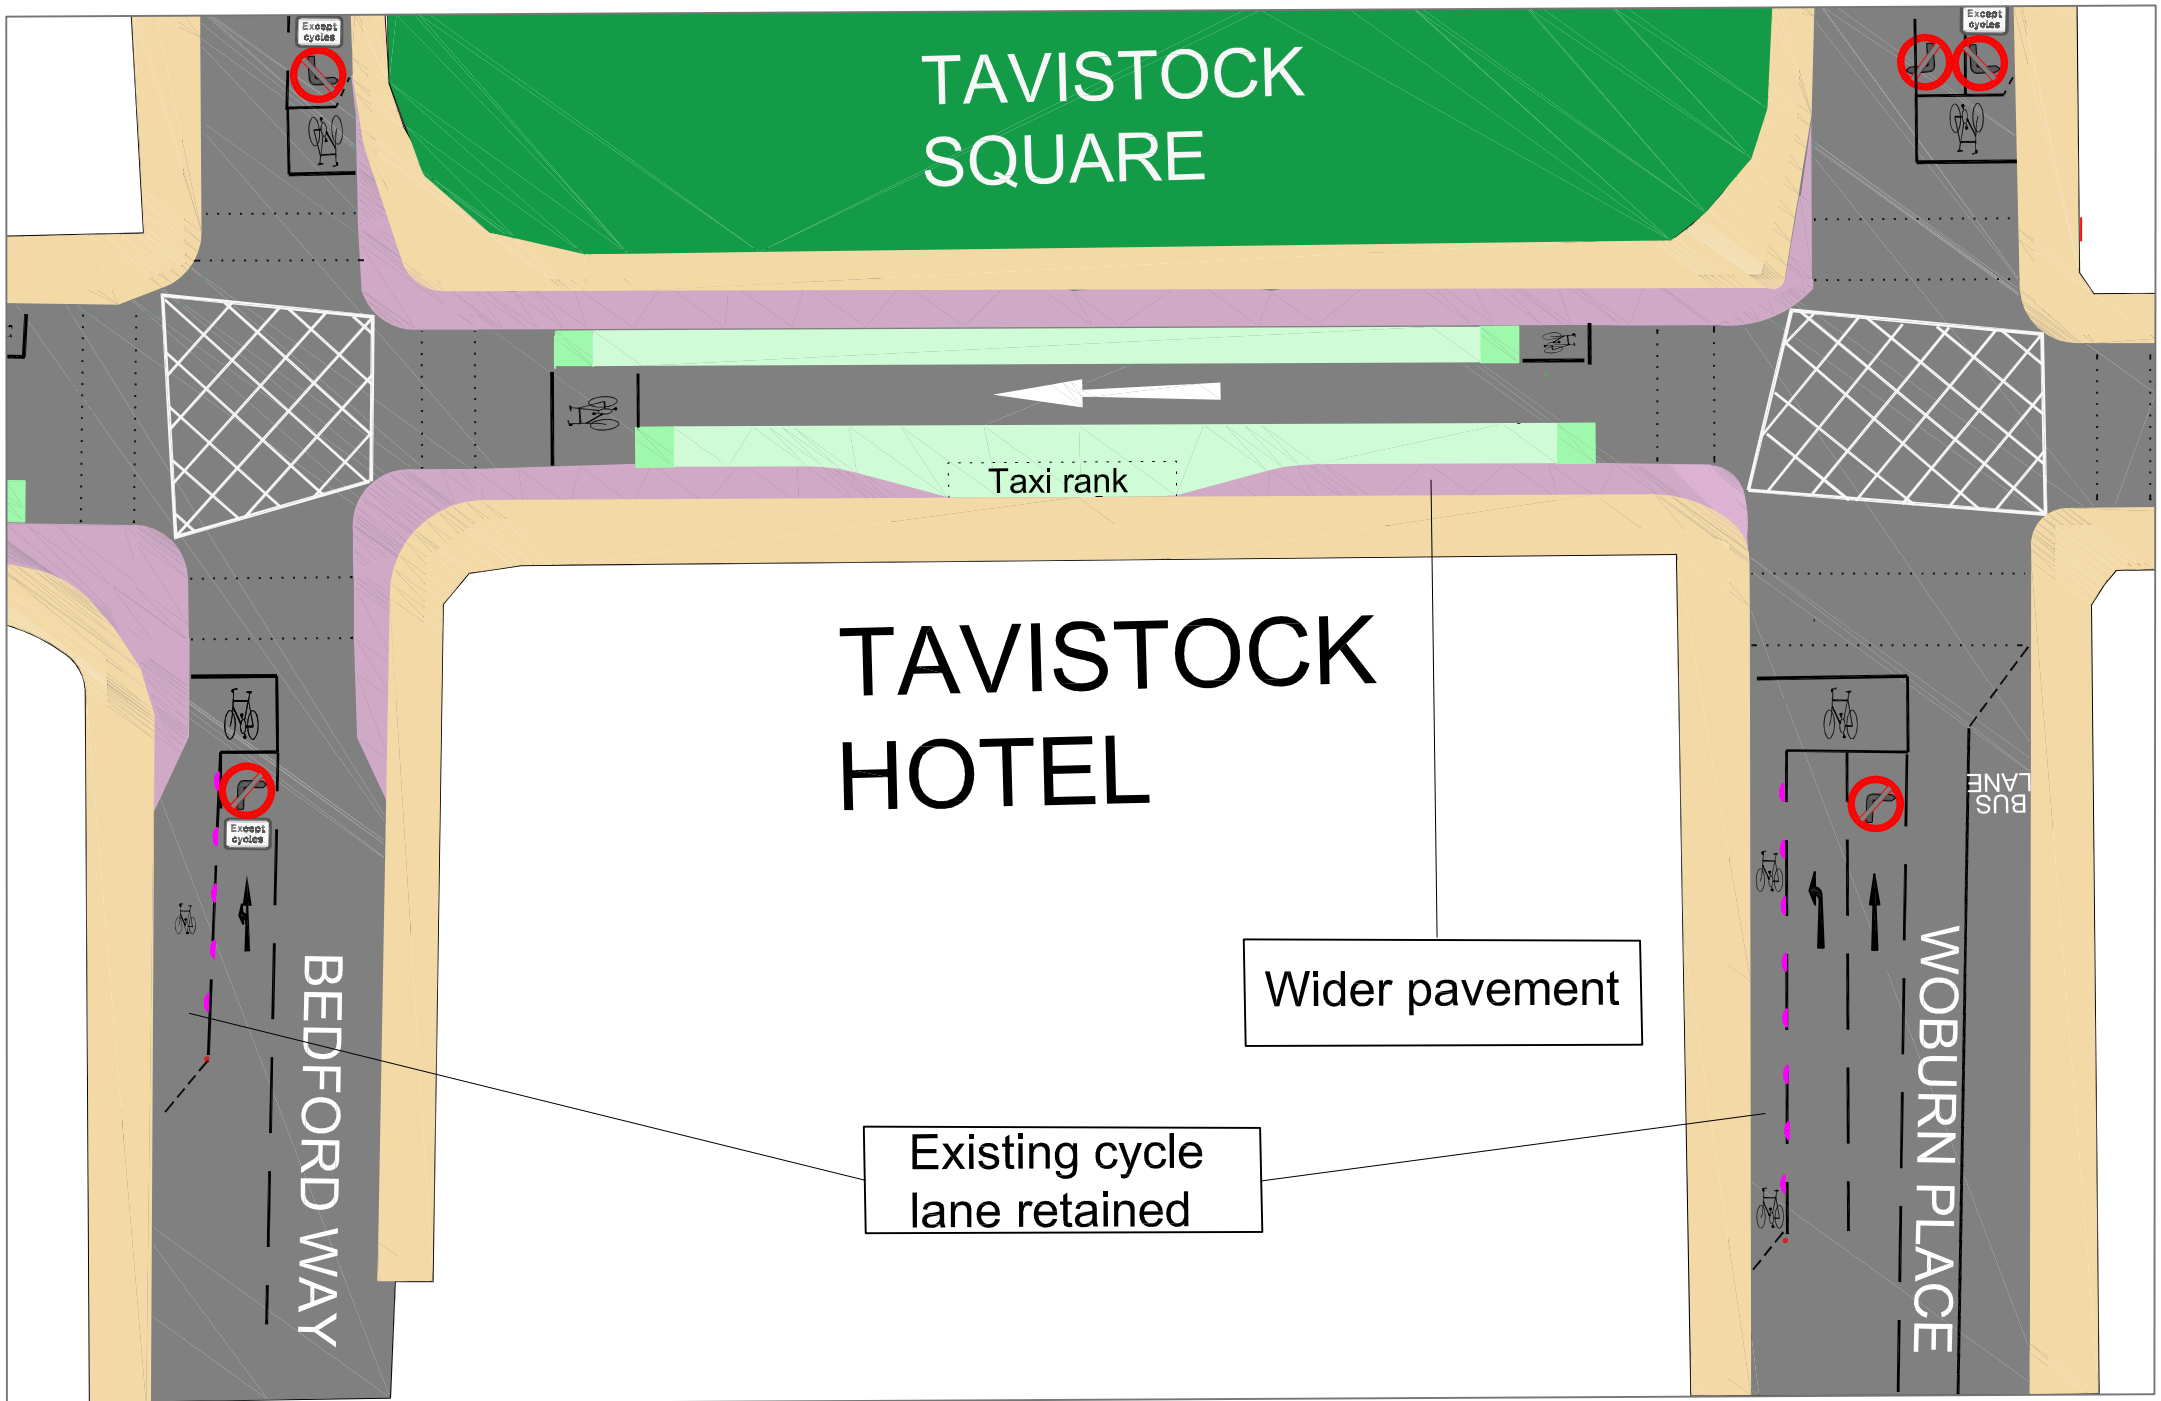 Except
cycles
Except
cycles
TAVISTOCK
SQUARE
Taxi rank
TAVISTOCK
HOTEL
Except
cycles
BUS
LANE
Wider pavement
BEDFORD WAY
WOBURN PLACE
Existing cycle
lane retained